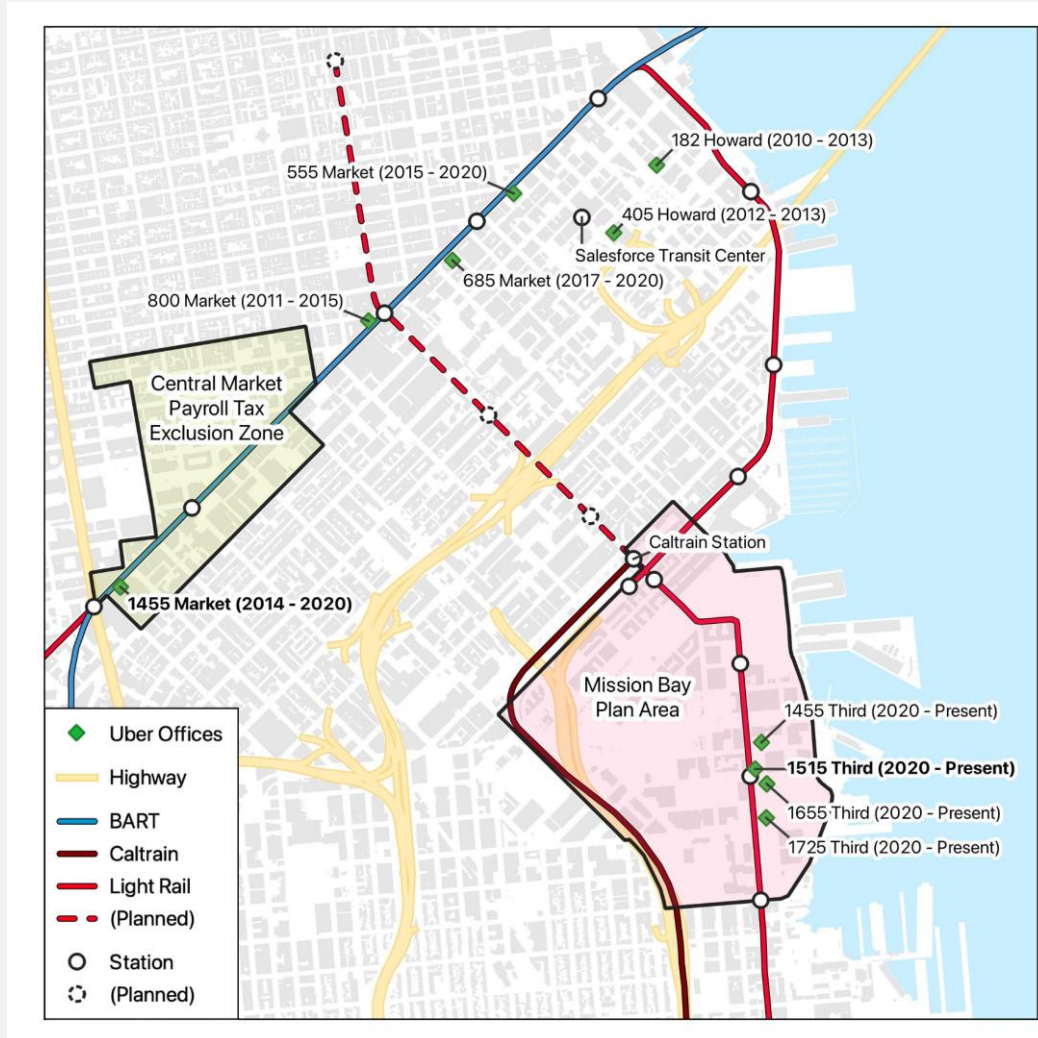 182 Howard (2010 - 2013)
555 Market (2015 - 2020)
405 Howard (2012 - 2013)
Salesforce Transit Center
685 Market (2017 - 2020)
800 Market (2011 - 2015)
Central Market
Payroll Tax
Exclusion Zone
Caltrain Station
1455 Market (2014 - 2020)
Mission Bay
Plan Area
1455 Third (2020 - Present)
1515 Third (2020 - Present)
1655 Third (2020 - Present)
1725 Third (2020 - Present)
Uber Offices
Highway
BART
Caltrain
Light Rail
(Planned)
Station
(Planned)